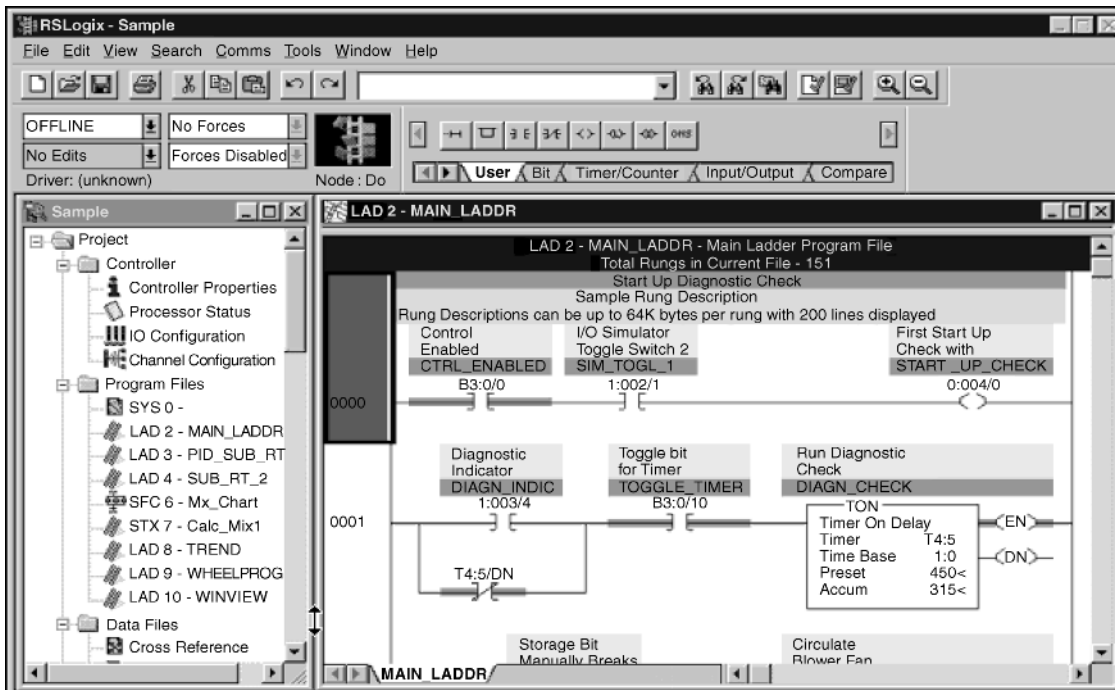 RSLogix - Sample
File Edit View Search Comms Tools Window Help
OFFLINE No Forces
No Edits Forces Disabled
Driver: (unknown) Node : Do
User Bit Timer/Counter Input/Output Compare
Sample
Project
Controller
Controller Properties
Processor Status
IO Configuration
Channel Configuration
Program Files
SYS 0 -
LAD 2 - MAIN_LADDR
LAD 3 - PID_SUB_RT
LAD 4 - SUB_RT_2
SFC 6 - Mx_Chart
STX 7 - Calc_Mix1
LAD 8 - TREND
LAD 9 - WHEELPROG
LAD 10 - WINVIEW
Data Files
Cross Reference
LAD 2 - MAIN_LADDR
LAD 2 - MAIN_LADDR - Main Ladder Program File
Total Rungs in Current File - 151
Start Up Diagnostic Check
Sample Rung Description
Rung Descriptions can be up to 64K bytes per rung with 200 lines displayed
Control I/O Simulator First Start Up
Enabled Toggle Switch 2 Check with
CTRL_ENABLED SIM_TOGL_1 START _UP_CHECK
B3:0/0 1:002/1 0:004/0
0000
Diagnostic Toggle bit Run Diagnostic
Indicator for Timer Check
DIAGN_INDIC TOGGLE_TIMER DIAGN_CHECK
1:003/4 B3:0/10 TON
0001 Timer On Delay EN
Timer T4:5
Time Base 1:0 DN
T4:5/DN Preset 450<
Accum 315<
Storage Bit Circulate
Manually Breaks Blower Fan
MAIN_LADDR